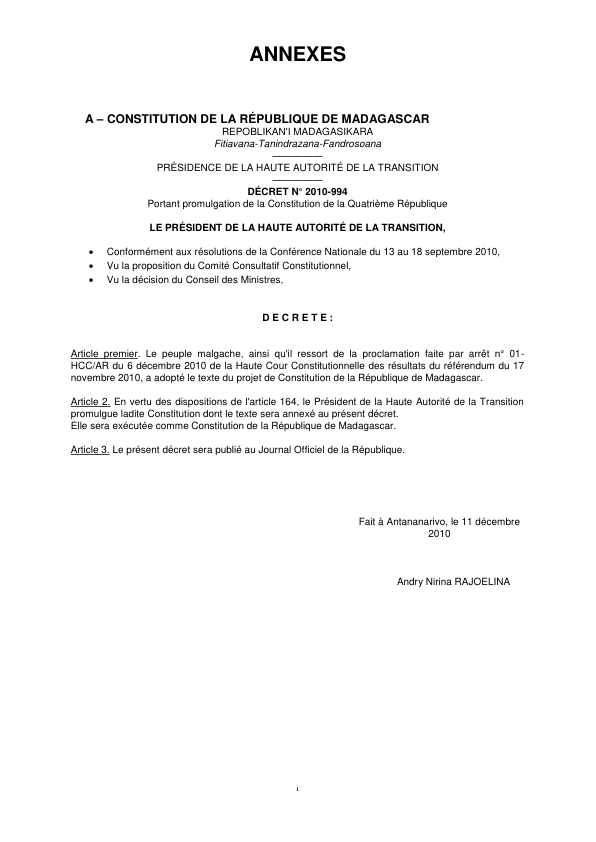 ANNEXES
A – CONSTITUTION DE LA RÉPUBLIQUE DE MADAGASCAR
REPOBLIKAN'I MADAGASIKARA
Fitiavana-Tanindrazana-Fandrosoana
PRÉSIDENCE DE LA HAUTE AUTORITÉ DE LA TRANSITION
DÉCRET N° 2010-994
Portant promulgation de la Constitution de la Quatrième République
LE PRÉSIDENT DE LA HAUTE AUTORITÉ DE LA TRANSITION,
• Conformément aux résolutions de la Conférence Nationale du 13 au 18 septembre 2010,
• Vu la proposition du Comité Consultatif Constitutionnel,
• Vu la décision du Conseil des Ministres,
D E C R E T E :
Article premier. Le peuple malgache, ainsi qu'il ressort de la proclamation faite par arrêt n° 01-
HCC/AR du 6 décembre 2010 de la Haute Cour Constitutionnelle des résultats du référendum du 17
novembre 2010, a adopté le texte du projet de Constitution de la République de Madagascar.
Article 2. En vertu des dispositions de l'article 164, le Président de la Haute Autorité de la Transition
promulgue ladite Constitution dont le texte sera annexé au présent décret.
Elle sera exécutée comme Constitution de la République de Madagascar.
Article 3. Le présent décret sera publié au Journal Officiel de la République.
Fait à Antananarivo, le 11 décembre
2010
Andry Nirina RAJOELINA
i